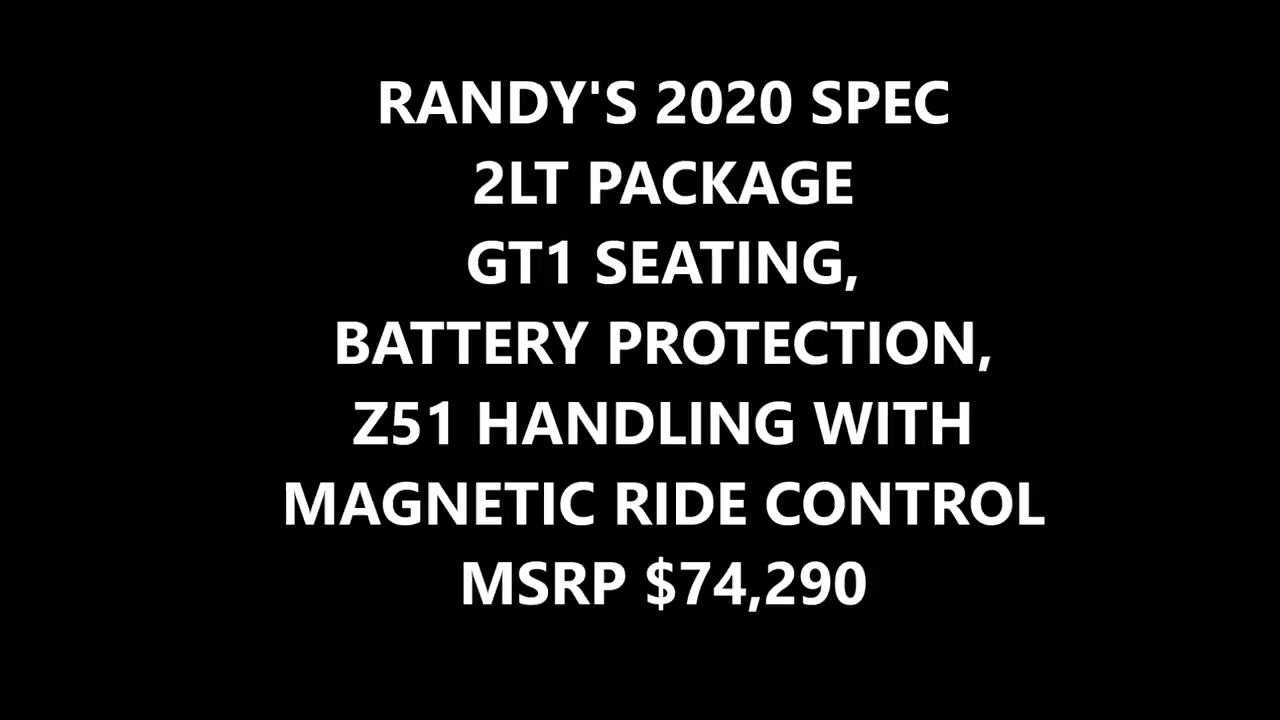 RANDY'S 2020 SPEC
2LT PACKAGE
GT1 SEATING,
BATTERY PROTECTION,
Z51 HANDLING WITH
MAGNETIC RIDE CONTROL
MSRP $74,290